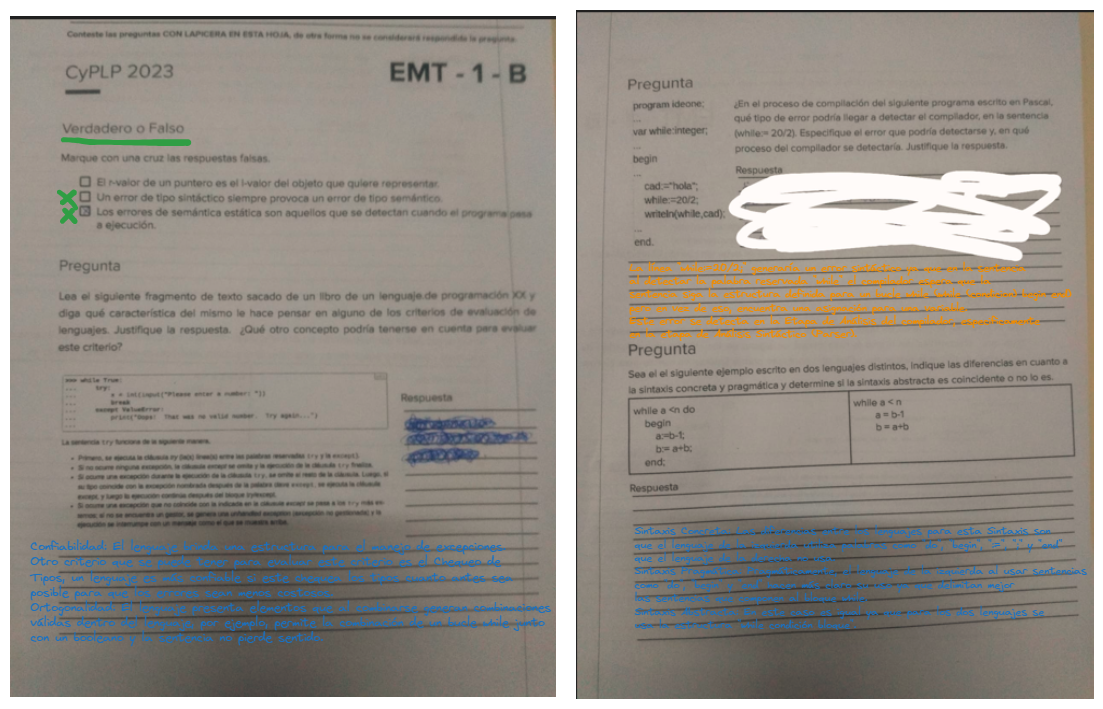 Conteste las preguntas CON LAPICERA EN ESTA HOJA, de otra forma no se considerará respondida la pregunta.
CyPLP 2023
EMT - 1 - B
Verdadero o Falso
Marque con una cruz las respuestas falsas.
El r-valor de un puntero es el l-valor del objeto que quiere representar.
Un error de tipo sintáctico siempre provoca un error de tipo semántico.
Los errores de semántica estática son aquellos que se detectan cuando el programa pasa
a ejecución.
Pregunta
Lea el siguiente fragmento de texto sacado de un libro de un lenguaje de programación XX y
diga qué característica del mismo le hace pensar en alguno de los criterios de evaluación de
lenguajes. Justifique la respuesta. ¿Qué otro concepto podría tenerse en cuenta para evaluar
este criterio?
>>> while True:
... try:
... x = int(input("Please enter a number: "))
... break
... except ValueError:
... print("Oops! That was no valid number. Try again...")
...
La sentencia try funciona de la siguiente manera.
Primero, se ejecuta la cláusula try (la(s) línea(s) entre las palabras reservadas try y la except).
Si no ocurre ninguna excepción, la cláusula except se omite y la ejecución de la cláusula try finaliza.
Si ocurre una excepción durante la ejecución de la cláusula try, se omite el resto de la cláusula. Luego, si
su tipo coincide con la excepción nombrada después de la palabra clave except, se ejecuta la cláusula
except, y luego la ejecución continúa después del bloque try/except.
Si ocurre una excepción que no coincide con la indicada en la cláusula except se pasa a los try más ex-
ternos; si no se encuentra un gestor, se genera una unhandled exception (excepción no gestionada) y la
ejecución se interrumpe con un mensaje como el que se muestra arriba.
Respuesta
Confiabilidad: El lenguaje brinda una estructura para el manejo de excepciones.
Otro criterio que se puede tener para evaluar este criterio es el Chequeo de
Tipos, un lenguaje es más confiable si este chequea los tipos cuanto antes sea
posible para que los errores sean menos costosos.
Ortogonalidad: El lenguaje presenta elementos que al combinarse generan combinaciones
válidas dentro del lenguaje, por ejemplo, permite la combinación de un bucle while junto
con un booleano y la sentencia no pierde sentido.
Pregunta
program ideone;
...
var while:integer;
...
begin
...
cad:="hola";
while:=20/2;
writeln(while,cad);
...
end.
¿En el proceso de compilación del siguiente programa escrito en Pascal,
qué tipo de error podría llegar a detectar el compilador, en la sentencia
(while:= 20/2). Especifique el error que podría detectarse y, en qué
proceso del compilador se detectaría. Justifique la respuesta.
Respuesta
Pregunta
Sea el el siguiente ejemplo escrito en dos lenguajes distintos, indique las diferencias en cuanto a
la sintaxis concreta y pragmática y determine si la sintaxis abstracta es coincidente o no lo es.
while a <n do
begin
a:=b-1;
b:= a+b;
end;
while a < n
a = b-1
b = a+b
Respuesta
Sintaxis Concreta: Las diferencias entre los lenguajes para esta Sintaxis son
que el lenguaje de la izquierda utiliza palabras como "do", "begin", ":=" ";" y "end"
que el lenguaje de la derecha no usa.
Sintaxis Pragmática: Pragmáticamente el lenguaje de la izquierda al usar sentencias
como "do", "begin" y "end"
las sentencias
Sintaxis Abstracta: los dos lenguajes se
usa la estructura "while condición bloque"